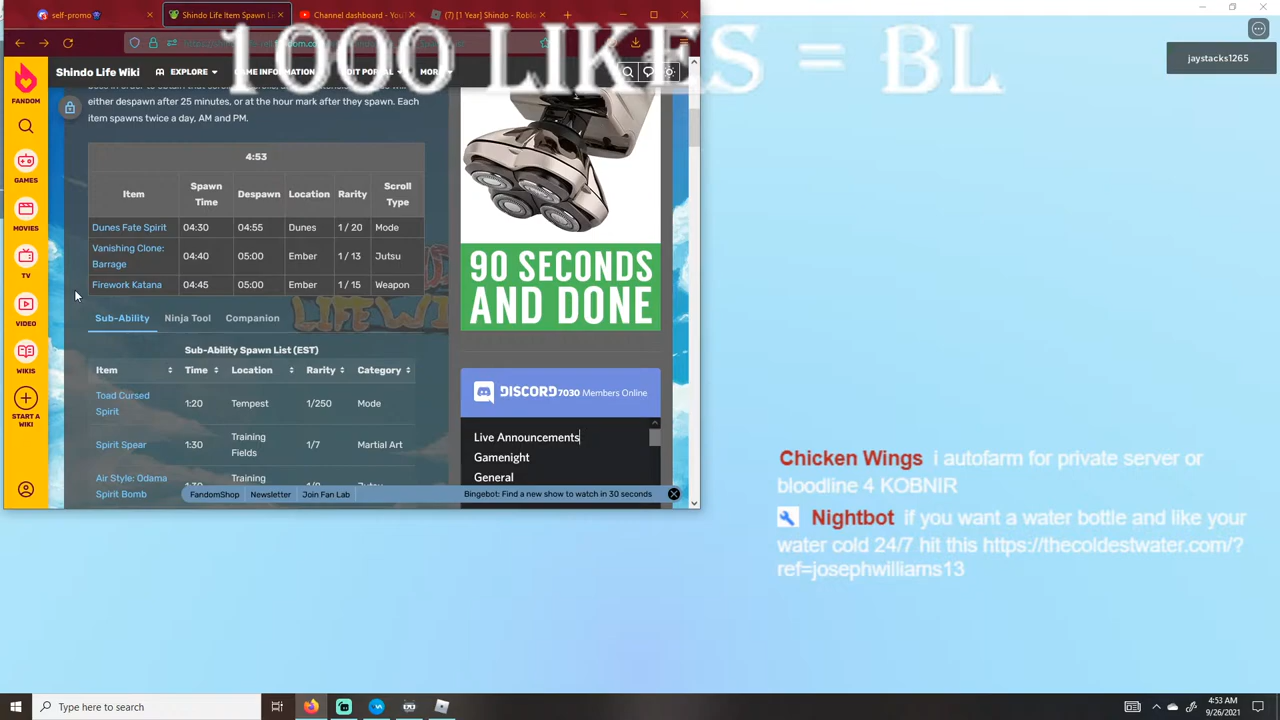 self-promo
Shindo Life Item Spawn Li
Channel dashboard - YouT
(7) [1 Year] Shindo - Roblo
1000 LIKES = BL
jaystacks1265
FANDOM
Shindo Life Wiki
EXPLORE
GAME INFORMATION
EDIT PORTAL
MORE
either despawn after 25 minutes, or at the hour mark after they spawn. Each
item spawns twice a day, AM and PM.
4:53
Item Spawn Time Despawn Location Rarity Scroll Type
Dunes Fate Spirit 04:30 04:55 Dunes 1 / 20 Mode
Vanishing Clone: Barrage 04:40 05:00 Ember 1 / 13 Jutsu
Firework Katana 04:45 05:00 Ember 1 / 15 Weapon
Sub-Ability Ninja Tool Companion
Sub-Ability Spawn List (EST)
Item Time Location Rarity Category
Toad Cursed Spirit 1:20 Tempest 1/250 Mode
Spirit Spear 1:30 Training Fields 1/7 Martial Art
Air Style: Odama Spirit Bomb Training
FandomShop Newsletter Join Fan Lab
Bingebot: Find a new show to watch in 30 seconds
GAMES
MOVIES
TV
VIDEO
WIKIS
START A
WIKI
90 SECONDS
AND DONE
DISCORD 7030 Members Online
Live Announcements
Gamenight
General
Chicken Wings i autofarm for private server or
bloodline 4 KOBNIR
Nightbot if you want a water bottle and like your
water cold 24/7 hit this https://thecoldestwater.com/?
ref=josephwilliams13
Type here to search
4:53 AM
9/26/2021